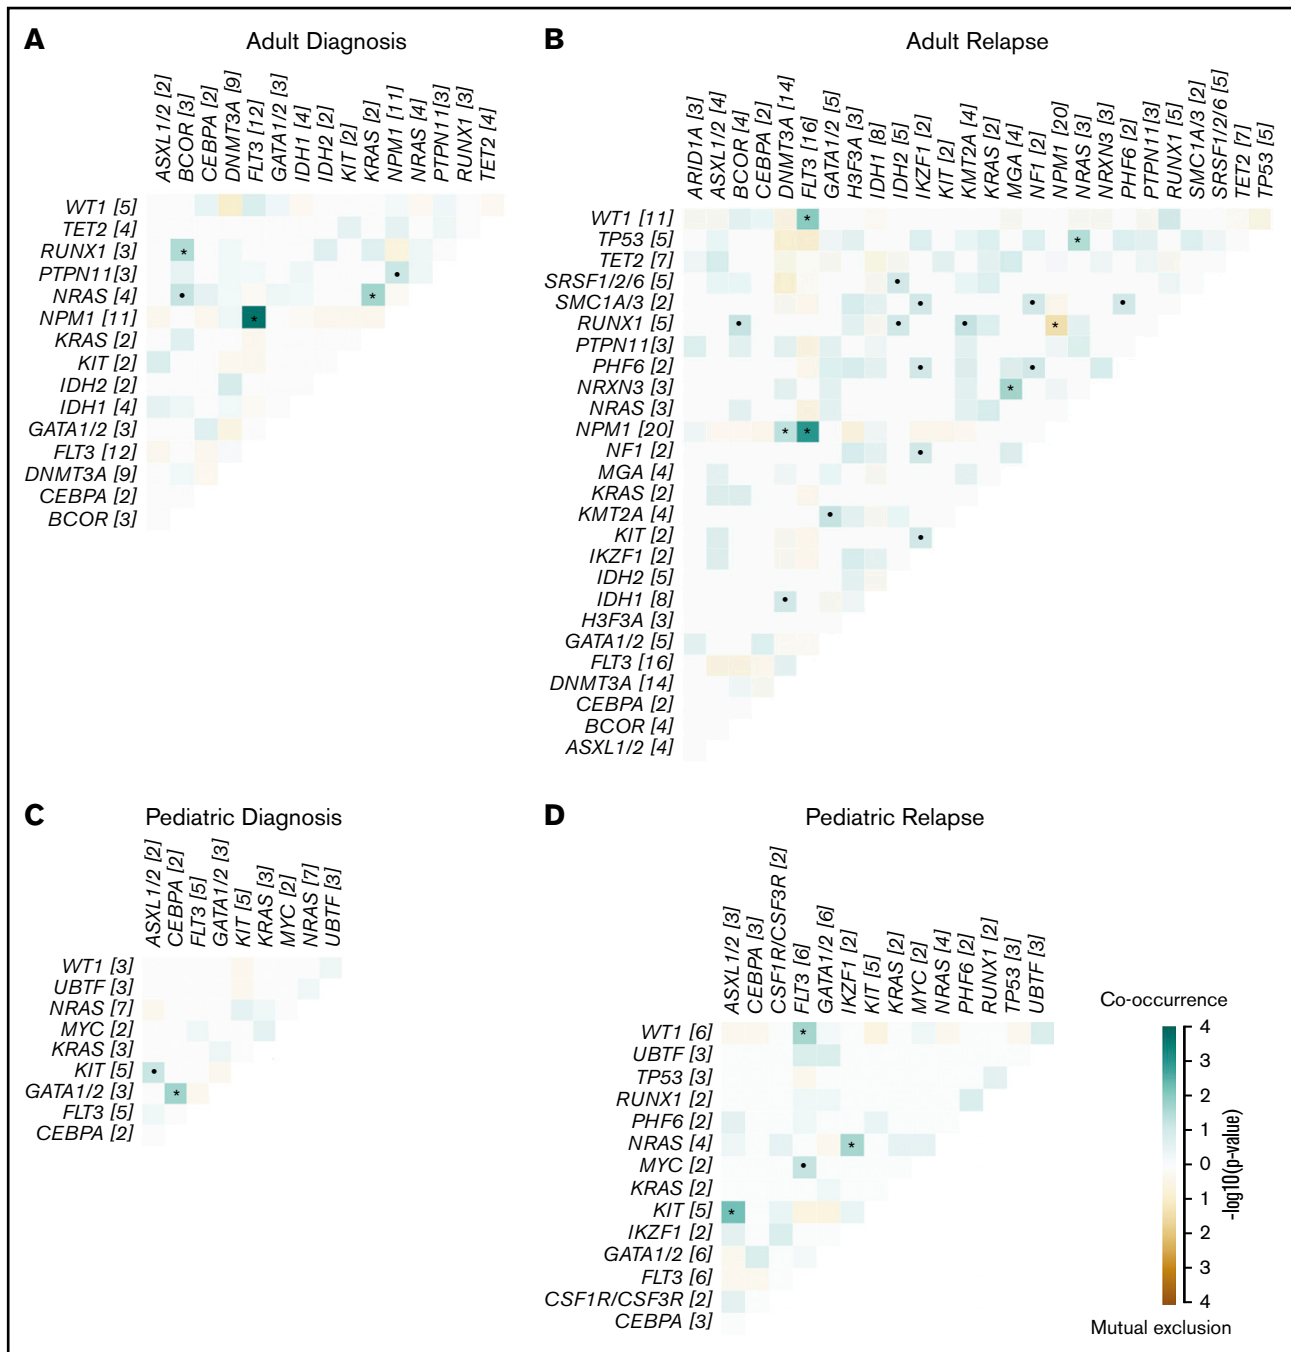 A
Adult Diagnosis
ASXL1/2 [2]
BCOR [3]
CEBPA [2]
DNMT3A [9]
FLT3 [12]
GATA1/2 [3]
IDH1 [4]
IDH2 [2]
KIT [2]
KRAS [2]
NPM1 [11]
NRAS [4]
PTPN11[3]
RUNX1 [3]
TET2 [4]
WT1 [5]
TET2 [4]
RUNX1 [3]
PTPN11[3]
NRAS [4]
NPM1 [11]
KRAS [2]
KIT [2]
IDH2 [2]
IDH1 [4]
GATA1/2 [3]
FLT3 [12]
DNMT3A [9]
CEBPA [2]
BCOR [3]
B
Adult Relapse
ARID1A [3]
ASXL1/2 [4]
BCOR [4]
CEBPA [2]
DNMT3A [14]
FLT3 [16]
GATA1/2 [5]
H3F3A [3]
IDH1 [8]
IDH2 [5]
IKZF1 [2]
KIT [2]
KMT2A [4]
KRAS [2]
MGA [4]
NF1 [2]
NPM1 [20]
NRAS [3]
NRXN3 [3]
PHF6 [2]
PTPN11[3]
RUNX1 [5]
SMC1A/3 [2]
SRSF1/2/6 [5]
TET2 [7]
TP53 [5]
WT1 [11]
TP53 [5]
TET2 [7]
SRSF1/2/6 [5]
SMC1A/3 [2]
RUNX1 [5]
PTPN11[3]
PHF6 [2]
NRXN3 [3]
NRAS [3]
NPM1 [20]
NF1 [2]
MGA [4]
KRAS [2]
KMT2A [4]
KIT [2]
IKZF1 [2]
IDH2 [5]
IDH1 [8]
H3F3A [3]
GATA1/2 [5]
FLT3 [16]
DNMT3A [14]
CEBPA [2]
BCOR [4]
ASXL1/2 [4]
C
Pediatric Diagnosis
ASXL1/2 [2]
CEBPA [2]
FLT3 [5]
GATA1/2 [3]
KIT [5]
KRAS [3]
MYC [2]
NRAS [7]
UBTF [3]
WT1 [3]
UBTF [3]
NRAS [7]
MYC [2]
KRAS [3]
KIT [5]
GATA1/2 [3]
FLT3 [5]
CEBPA [2]
D
Pediatric Relapse
ASXL1/2 [3]
CEBPA [3]
CSF1R/CSF3R [2]
FLT3 [6]
GATA1/2 [6]
IKZF1 [2]
KIT [5]
KRAS [2]
MYC [2]
NRAS [4]
PHF6 [2]
RUNX1 [2]
TP53 [3]
UBTF [3]
WT1 [6]
UBTF [3]
TP53 [3]
RUNX1 [2]
PHF6 [2]
NRAS [4]
MYC [2]
KRAS [2]
KIT [5]
IKZF1 [2]
GATA1/2 [6]
FLT3 [6]
CSF1R/CSF3R [2]
CEBPA [3]
Co-occurrence
4
3
2
1
0
1
2
3
4
-log10(p-value)
Mutual exclusion